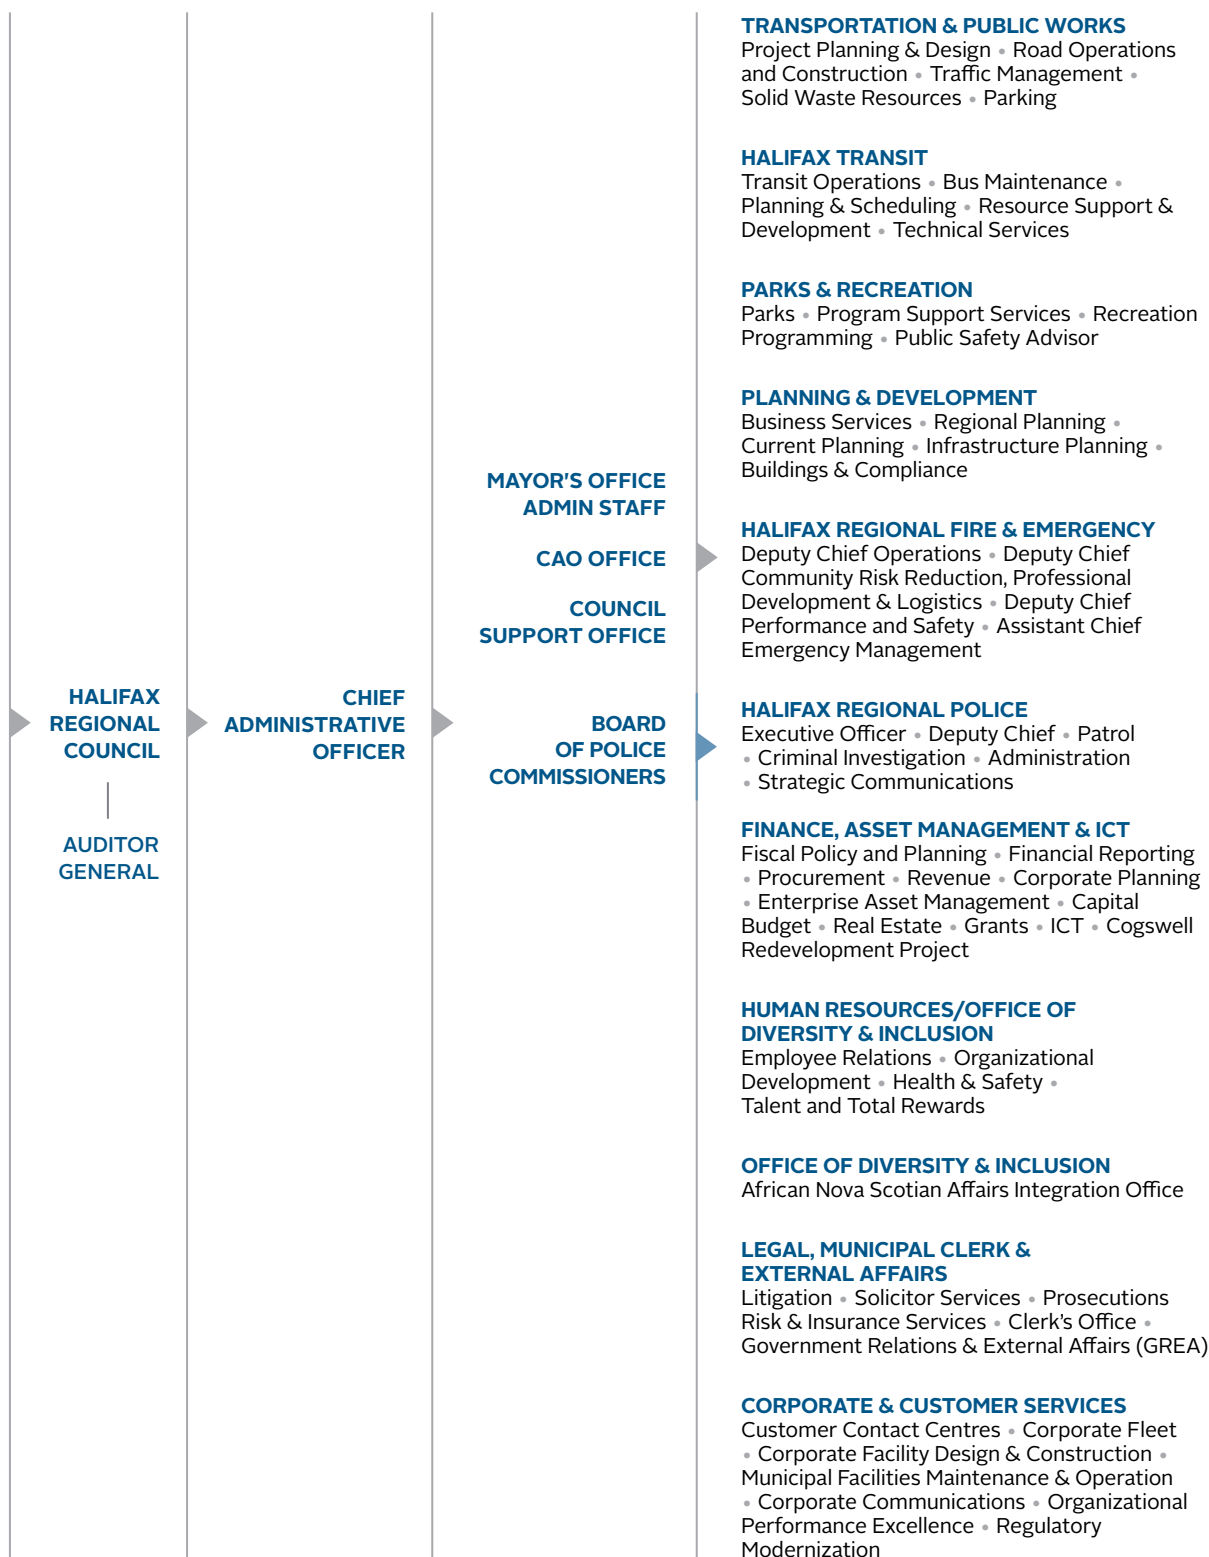 HALIFAX
REGIONAL
COUNCIL
AUDITOR
GENERAL
CHIEF
ADMINISTRATIVE
OFFICER
MAYOR'S OFFICE
ADMIN STAFF
CAO OFFICE
COUNCIL
SUPPORT OFFICE
BOARD
OF POLICE
COMMISSIONERS
TRANSPORTATION & PUBLIC WORKS
Project Planning & Design • Road Operations
and Construction • Traffic Management •
Solid Waste Resources • Parking
HALIFAX TRANSIT
Transit Operations • Bus Maintenance •
Planning & Scheduling • Resource Support &
Development • Technical Services
PARKS & RECREATION
Parks • Program Support Services • Recreation
Programming • Public Safety Advisor
PLANNING & DEVELOPMENT
Business Services • Regional Planning •
Current Planning • Infrastructure Planning •
Buildings & Compliance
HALIFAX REGIONAL FIRE & EMERGENCY
Deputy Chief Operations • Deputy Chief
Community Risk Reduction, Professional
Development & Logistics • Deputy Chief
Performance and Safety • Assistant Chief
Emergency Management
HALIFAX REGIONAL POLICE
Executive Officer • Deputy Chief • Patrol
• Criminal Investigation • Administration
• Strategic Communications
FINANCE, ASSET MANAGEMENT & ICT
Fiscal Policy and Planning • Financial Reporting
• Procurement • Revenue • Corporate Planning
• Enterprise Asset Management • Capital
Budget • Real Estate • Grants • ICT • Cogswell
Redevelopment Project
HUMAN RESOURCES/OFFICE OF
DIVERSITY & INCLUSION
Employee Relations • Organizational
Development • Health & Safety •
Talent and Total Rewards
OFFICE OF DIVERSITY & INCLUSION
African Nova Scotian Affairs Integration Office
LEGAL, MUNICIPAL CLERK &
EXTERNAL AFFAIRS
Litigation • Solicitor Services • Prosecutions
Risk & Insurance Services • Clerk's Office •
Government Relations & External Affairs (GREA)
CORPORATE & CUSTOMER SERVICES
Customer Contact Centres • Corporate Fleet
• Corporate Facility Design & Construction •
Municipal Facilities Maintenance & Operation
• Corporate Communications • Organizational
Performance Excellence • Regulatory
Modernization